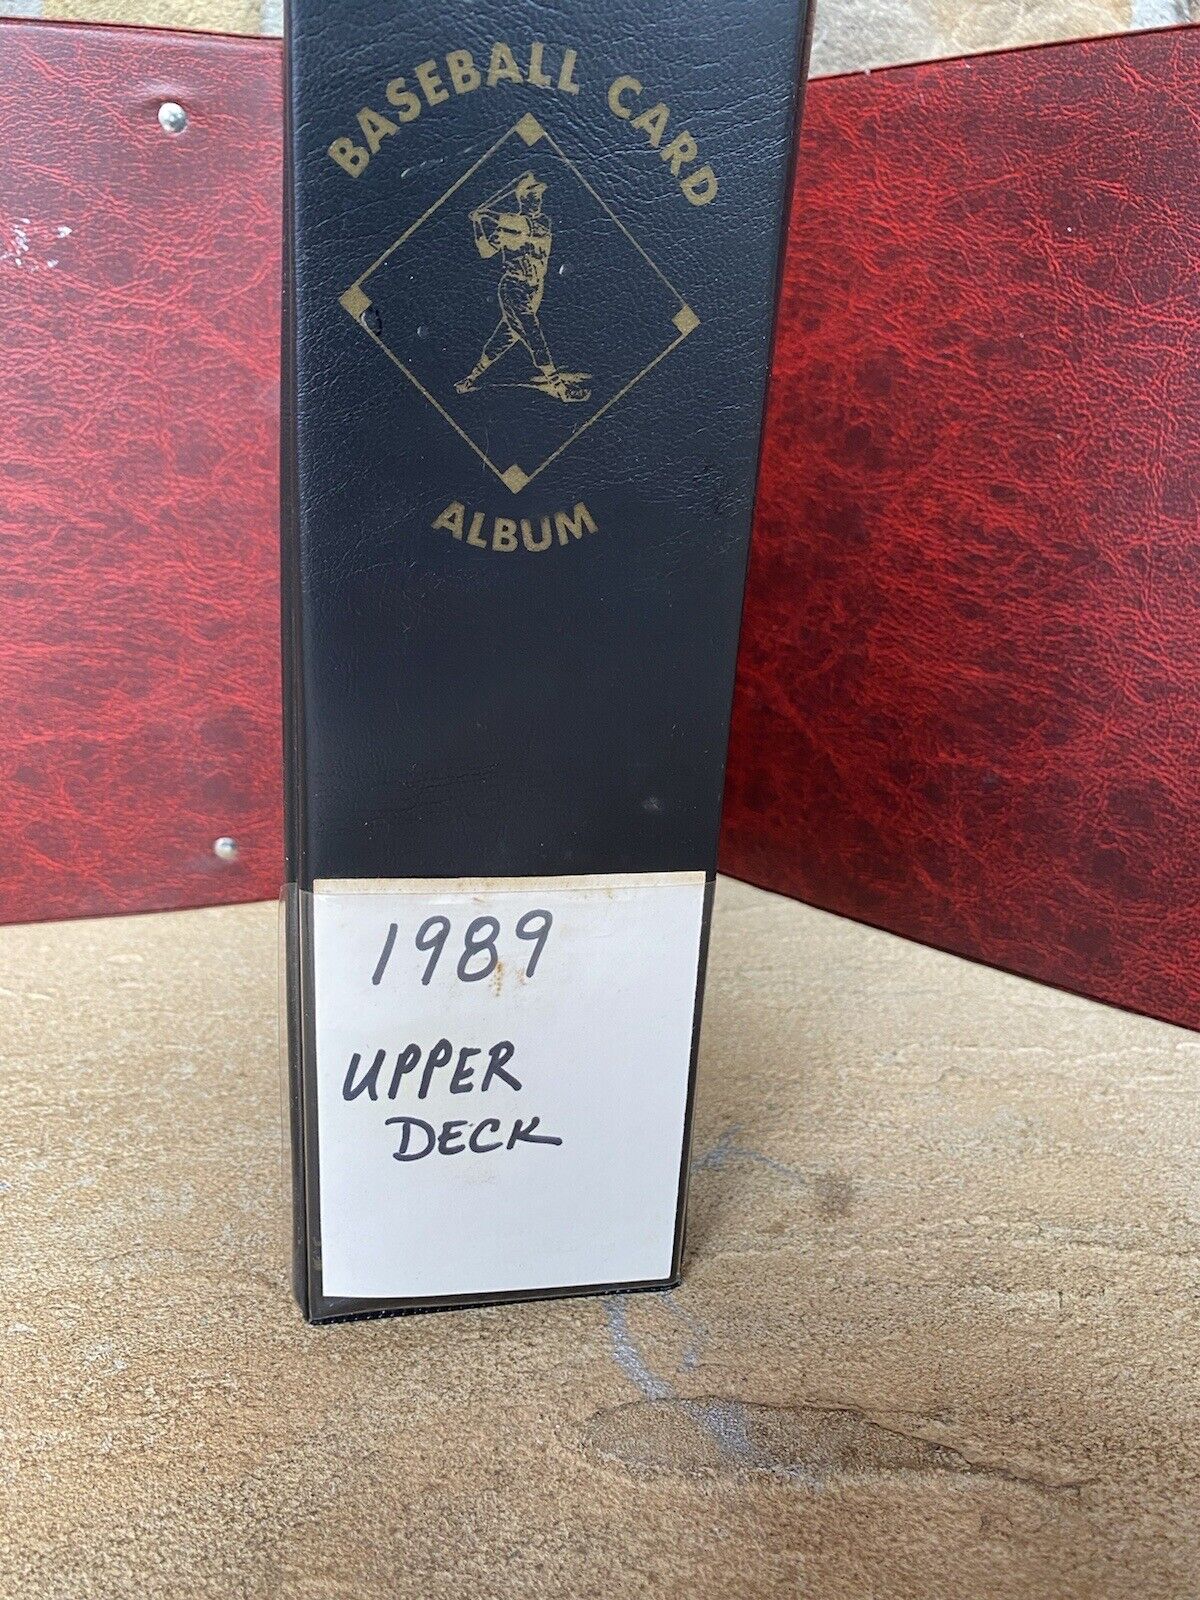 BASEBALL CARD
ALBUM
1989
UPPER
DECK